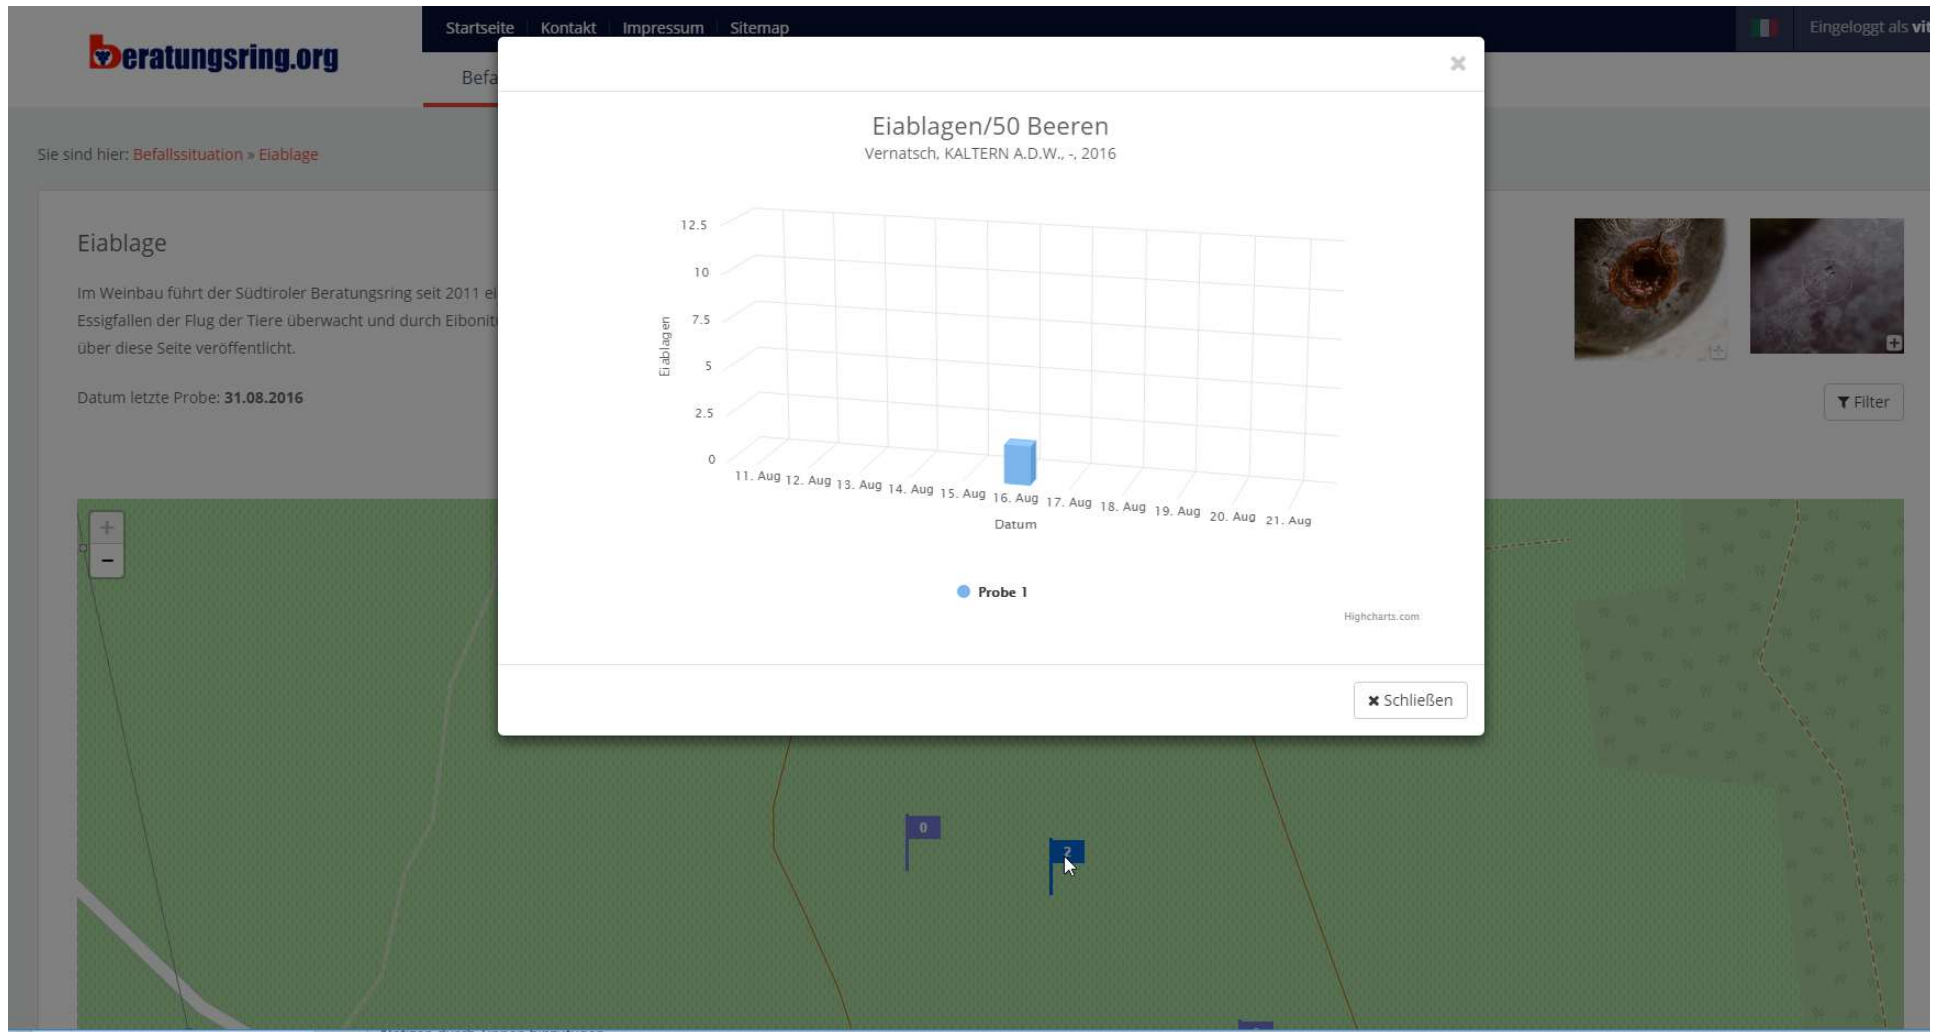 beratungsring.org
Startseite Kontakt Impressum Sitemap
Eingeloggt als vit
Befa
Sie sind hier: Befallssituation » Eiablage
Eiablage
Im Weinbau führt der Südtiroler Beratungsring seit 2011 ei
Essigfallen der Flug der Tiere überwacht und durch Eibonit
über diese Seite veröffentlicht.
Datum letzte Probe: 31.08.2016
Filter
Eiablagen/50 Beeren
Vernatsch, KALTERN A.D.W., -, 2016
Eiablagen
12.5
10
7.5
5
2.5
0
11. Aug 12. Aug 13. Aug 14. Aug 15. Aug 16. Aug 17. Aug 18. Aug 19. Aug 20. Aug 21. Aug
Datum
Probe 1
Highcharts.com
Schließen
+
−
0
2